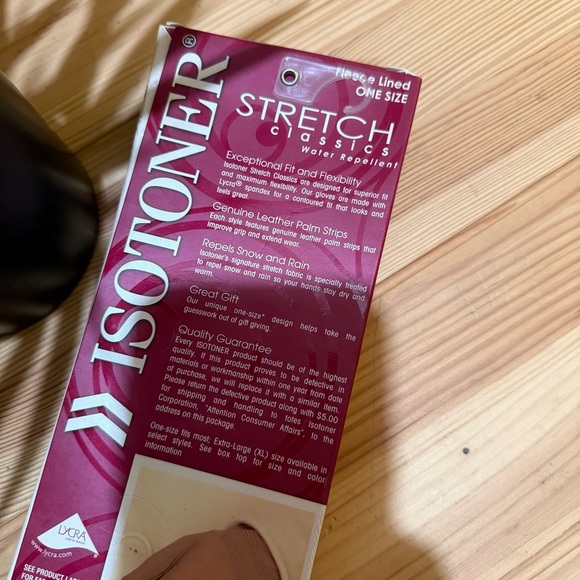 ISOTONER®
Fleece Lined
ONE SIZE
STRETCH
classics
Water Repellent
Exceptional Fit and Flexibility
Isotoner Stretch Classics are designed for superior fit
and maximum flexibility. Our gloves are made with
Lycra® spandex for a contoured fit that looks and
feels great.
Genuine Leather Palm Strips
Each style features genuine leather palm strips that
improve grip and extend wear.
Repels Snow and Rain
Isotoner's signature stretch fabric is specially treated
to repel snow and rain so your hands stay dry and
warm.
Great Gift
Our unique one-size* design helps take the
guesswork out of gift giving.
Quality Guarantee
Every ISOTONER product should be of the highest
quality. If this product proves to be defective in
materials or workmanship within one year from date
of purchase, we will replace it with a similar item.
Please return the defective product along with $5.00
for shipping and handling to totes Isotoner
Corporation, "Attention Consumer Affairs", to the
address on this package.
One-size fits most. Extra-Large (XL) size available in
select styles. See box top for size and color
information
LYCRA
www.lycra.com
SEE PRODUCT